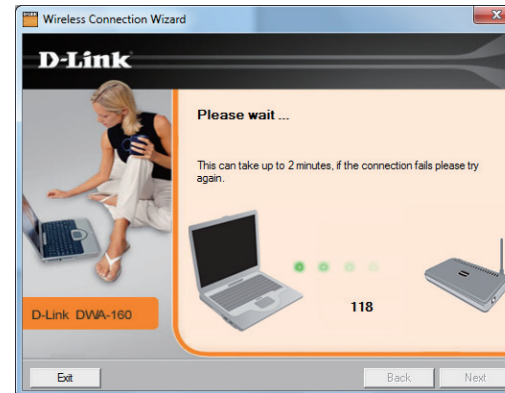 Wireless Connection Wizard
D-Link
Please wait ...
This can take up to 2 minutes, if the connection fails please try
again.
118
D-Link DWA-160
Exit
Back
Next